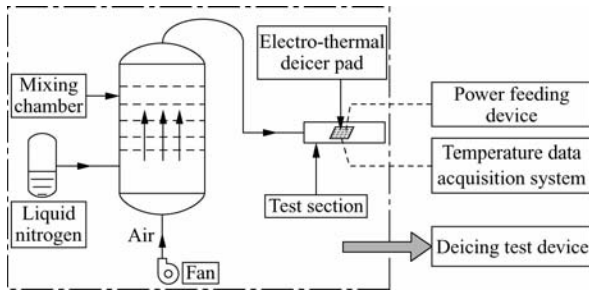 Electro-thermal
deicer pad
Mixing
chamber
Power feeding
device
Temperature data
acquisition system
Liquid
nitrogen
Test section
Air
Fan
Deicing test device